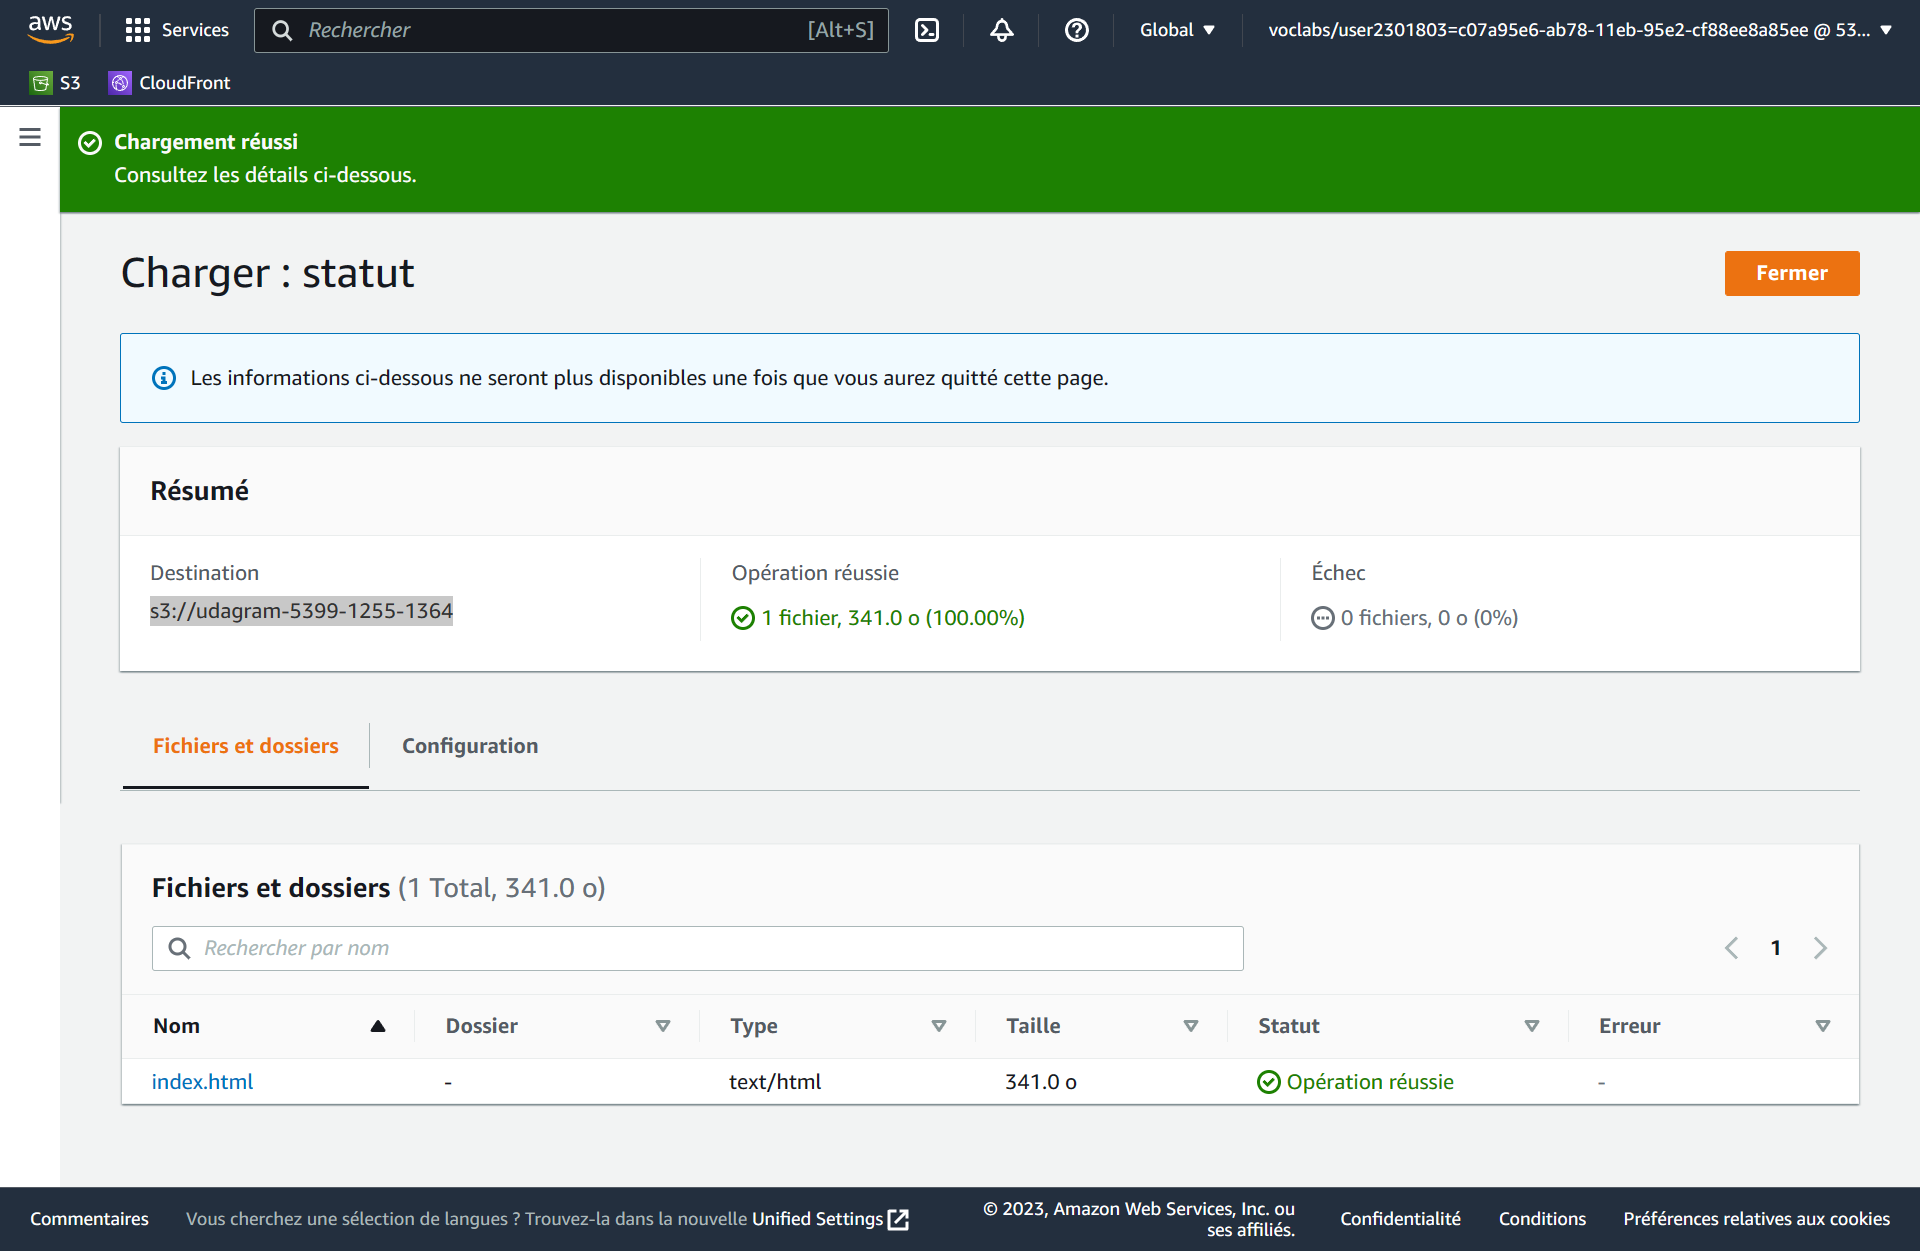 aws
Services
Rechercher
[Alt+S]
Global
voclabs/user2301803=c07a95e6-ab78-11eb-95e2-cf88ee8a85ee @ 53...
S3
CloudFront
Chargement réussi
Consultez les détails ci-dessous.
Charger : statut
Fermer
Les informations ci-dessous ne seront plus disponibles une fois que vous aurez quitté cette page.
Résumé
Destination
s3://udagram-5399-1255-1364
Opération réussie
1 fichier, 341.0 o (100.00%)
Échec
0 fichiers, 0 o (0%)
Fichiers et dossiers
Configuration
Fichiers et dossiers (1 Total, 341.0 o)
Rechercher par nom
1
Nom
Dossier
Type
Taille
Statut
Erreur
index.html
-
text/html
341.0 o
Opération réussie
-
Commentaires
Vous cherchez une sélection de langues ? Trouvez-la dans la nouvelle Unified Settings
© 2023, Amazon Web Services, Inc. ou
ses affiliés.
Confidentialité
Conditions
Préférences relatives aux cookies